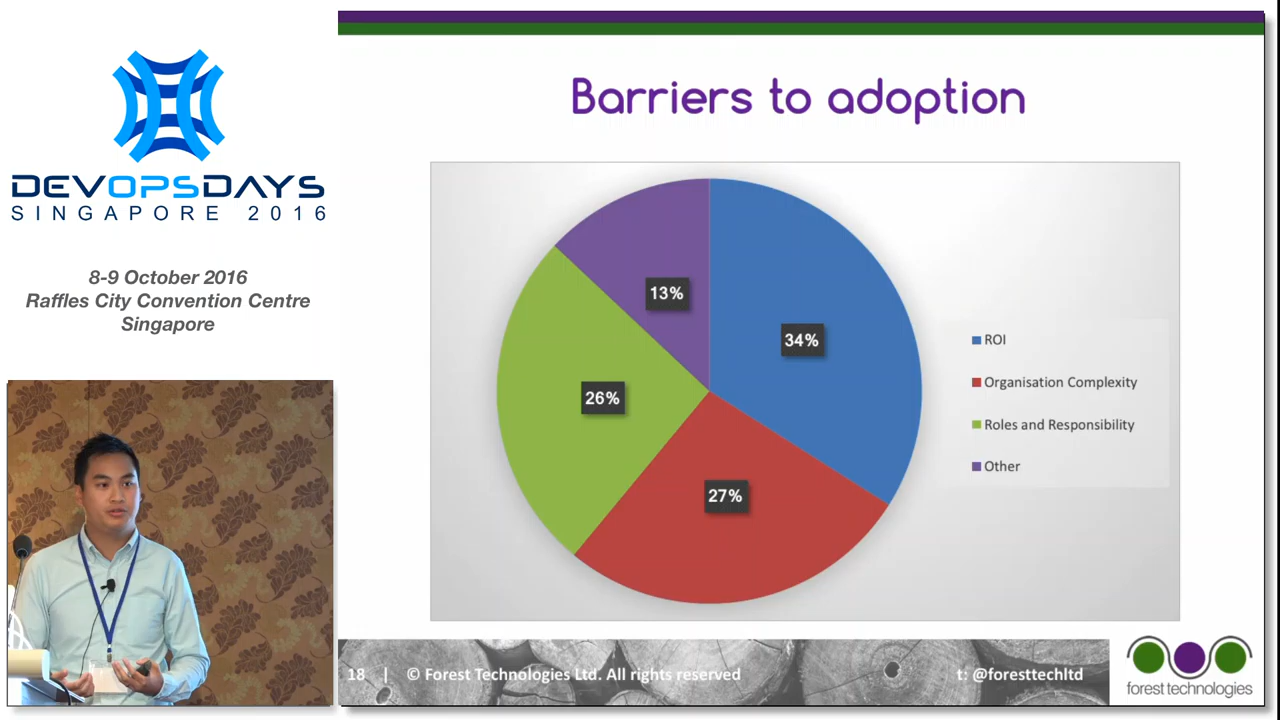 DEVOPSDAYS
SINGAPORE 2016
8-9 October 2016
Raffles City Convention Centre
Singapore
Barriers to adoption
34%
27%
26%
13%
ROI
Organisation Complexity
Roles and Responsibility
Other
18 | © Forest Technologies Ltd. All rights reserved
t: @foresttechltd
forest technologies